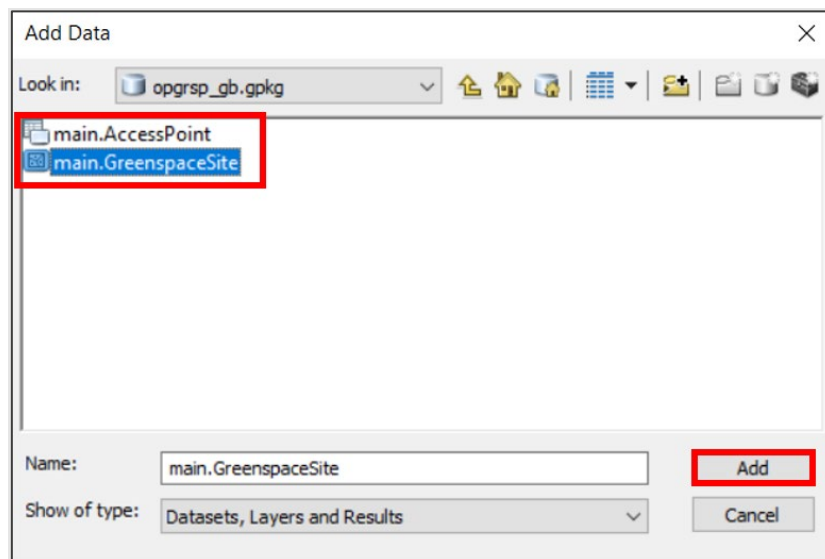 Add Data
Look in: opgrsp_gb.gpkg
main.AccessPoint
main.GreenspaceSite
Name: main.GreenspaceSite Add
Show of type: Datasets, Layers and Results Cancel